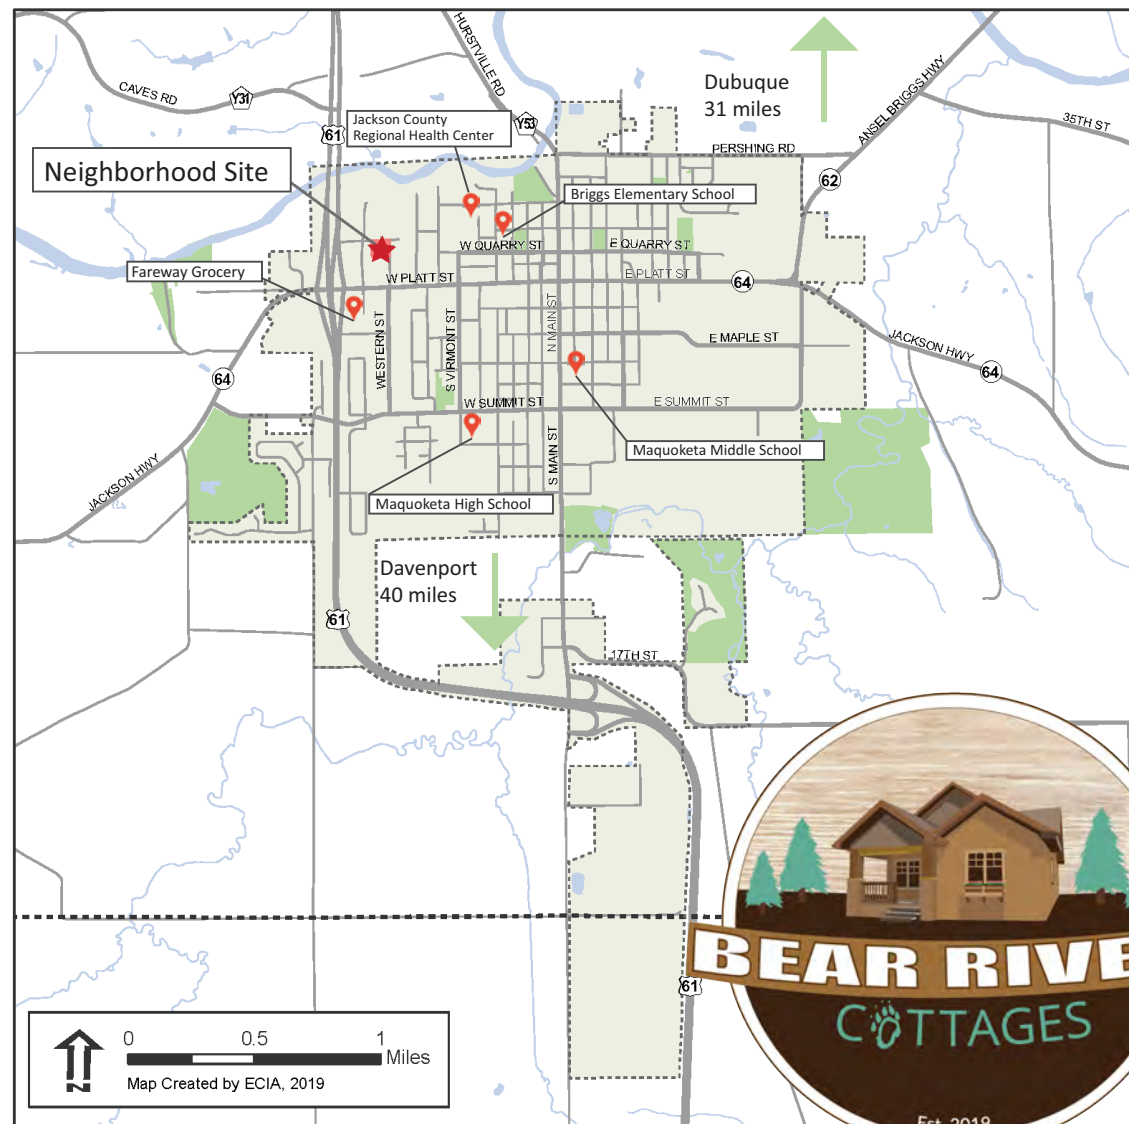 HURSTVILLE RD
Dubuque
31 miles
ANSEL BRIGGS HWY
CAVES RD
Y31
61
Jackson County
Regional Health Center
Y53
35TH ST
PERSHING RD
Neighborhood Site
62
Briggs Elementary School
W QUARRY ST
E QUARRY ST
Fareway Grocery
W PLATT ST
E PLATT ST
64
N MAIN ST
WESTERN ST
S VIRMONT ST
E MAPLE ST
JACKSON HWY
64
64
W SUMMIT ST
E SUMMIT ST
S MAIN ST
Maquoketa Middle School
JACKSON HWY
Maquoketa High School
Davenport
40 miles
61
17TH ST
BEAR RIVE
COTTAGES
61
0 0.5 1
Miles
N
Map Created by ECIA, 2019
Est. 2018